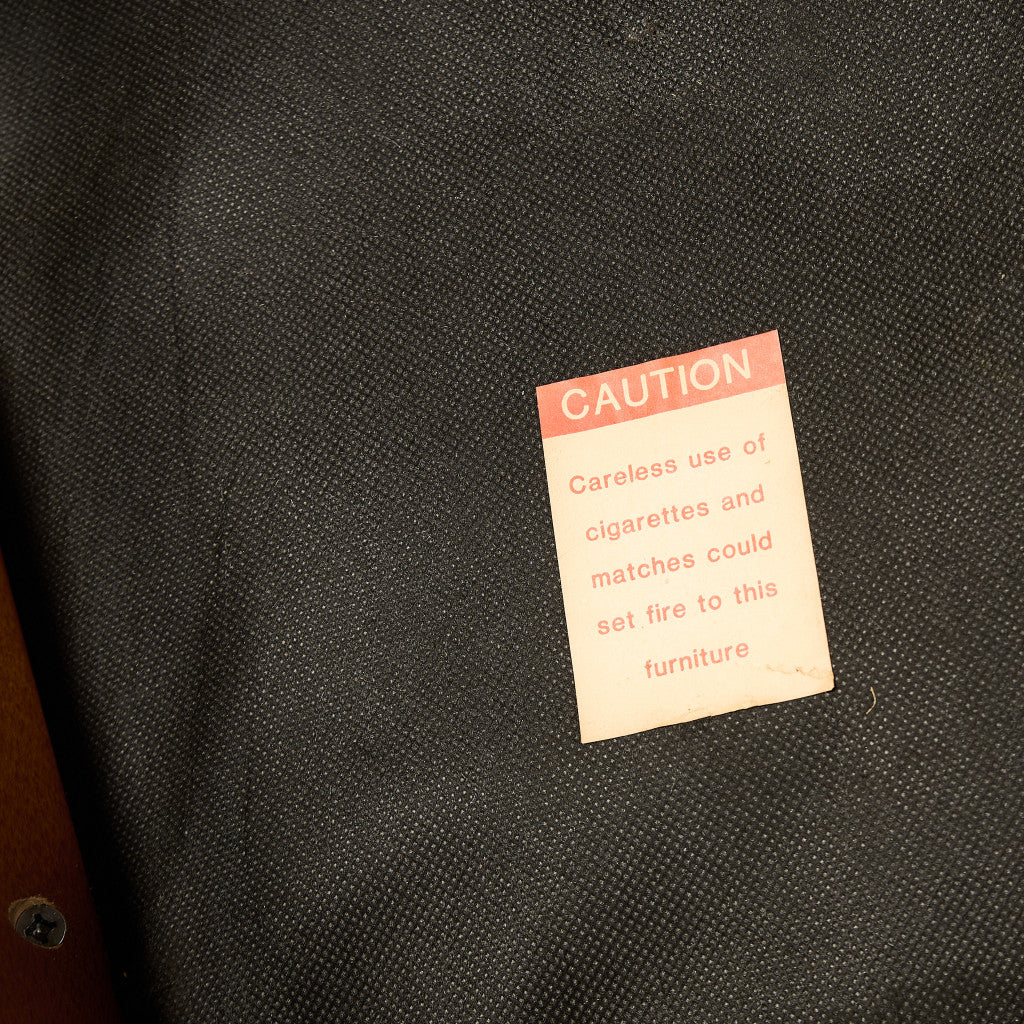 CAUTION
Careless use of
cigarettes and
matches could
set fire to this
furniture